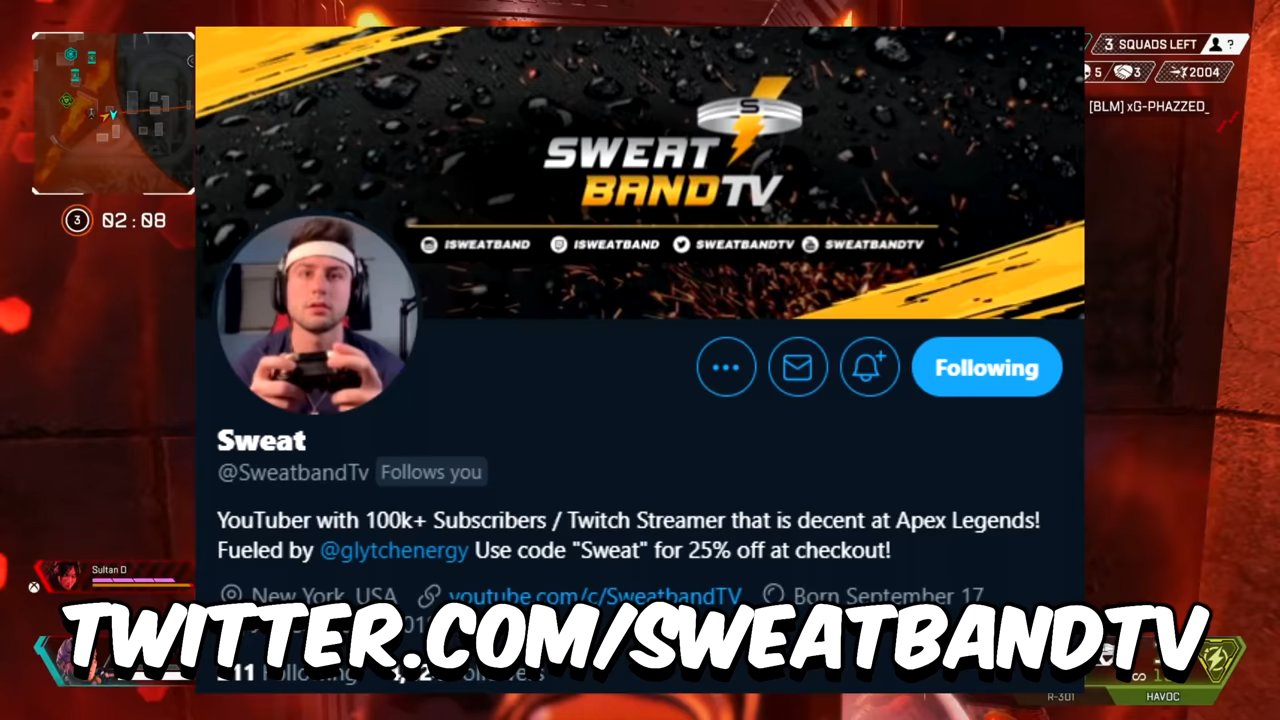 3 SQUADS LEFT
?
5
3
2004
[BLM] xG-PHAZZED_
3
02:08
S
SWEAT
BANDTV
ISWEATBAND
ISWEATBAND
SWEATBANDTV
SWEATBANDTV
Following
Sweat
@SweatbandTv Follows you
YouTuber with 100k+ Subscribers / Twitch Streamer that is decent at Apex Legends!
Fueled by @glytchenergy Use code "Sweat" for 25% off at checkout!
New York, USA
youtube.com/c/SweatbandTV
Born September 17
Sultan D
TWITTER.COM/SWEATBANDTV
Following
R-301
HAVOC